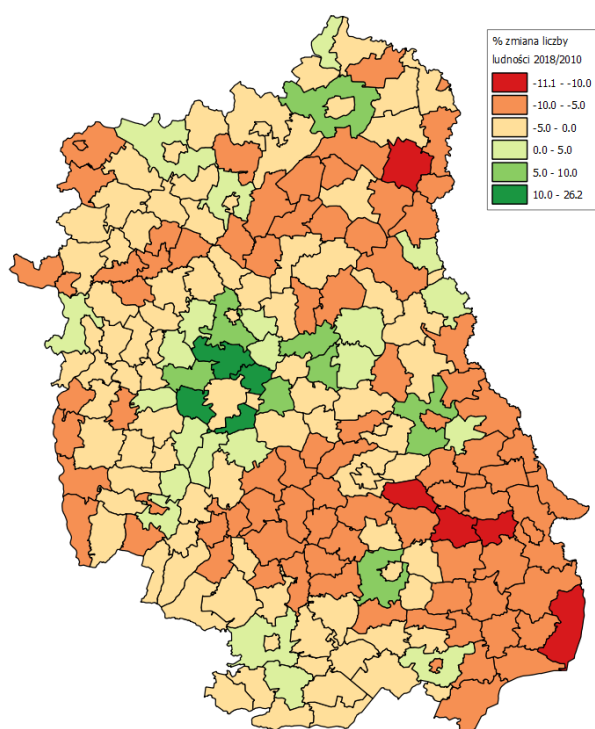 % zmiana liczby
ludności 2018/2010
-11.1 - -10.0
-10.0 - -5.0
-5.0 - 0.0
0.0 - 5.0
5.0 - 10.0
10.0 - 26.2